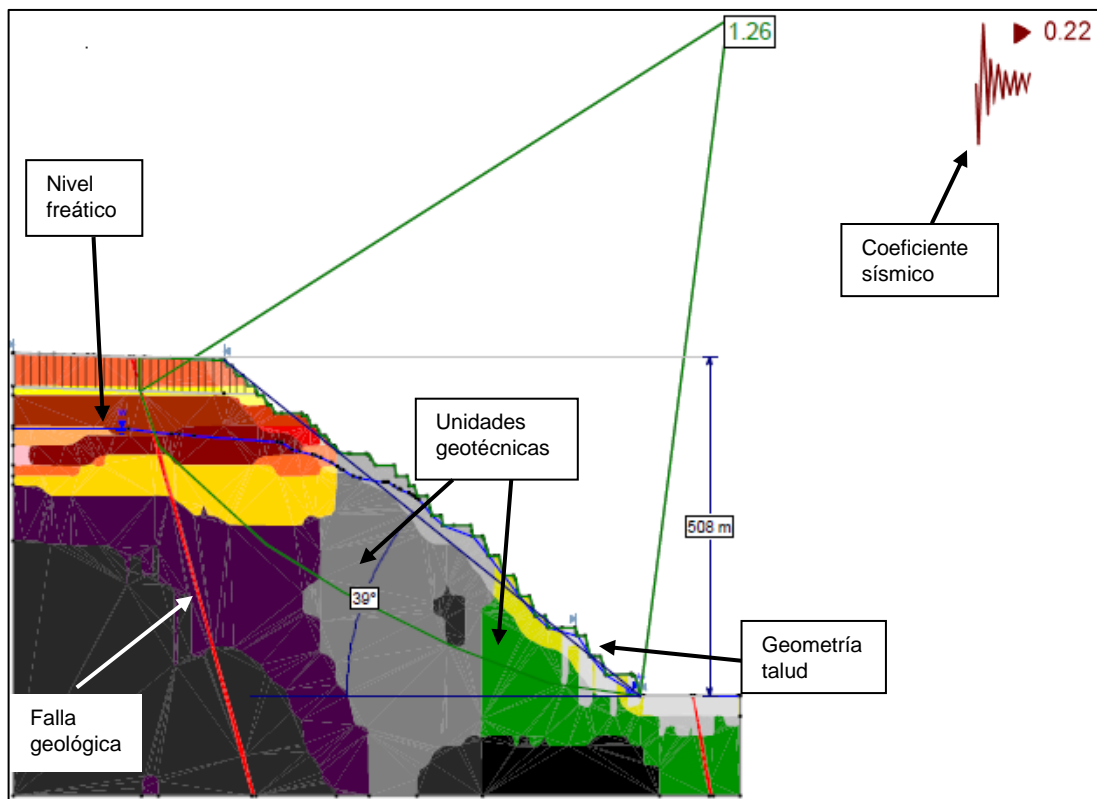 1.26
0.22
Nivel
freático
Coeficiente
sísmico
Unidades
geotécnicas
508 m
39°
Geometría
talud
Falla
geológica